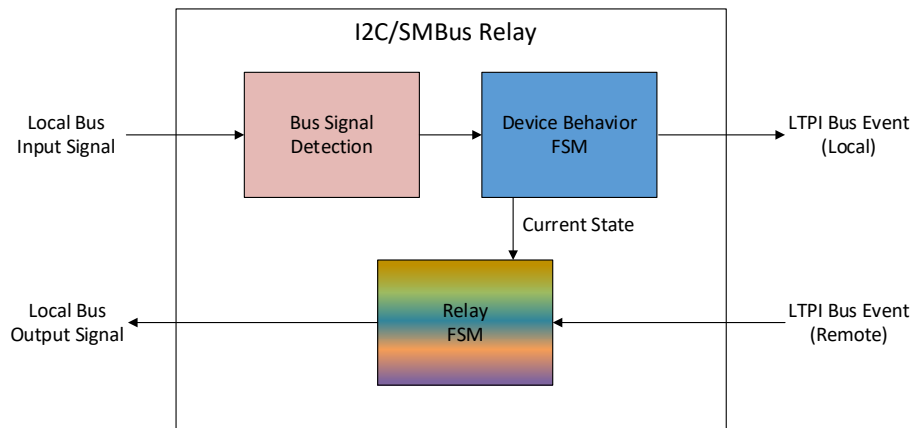 I2C/SMBus Relay
Local Bus
Input Signal
Bus Signal
Detection
Device Behavior
FSM
LTPI Bus Event
(Local)
Current State
Local Bus
Output Signal
Relay
FSM
LTPI Bus Event
(Remote)